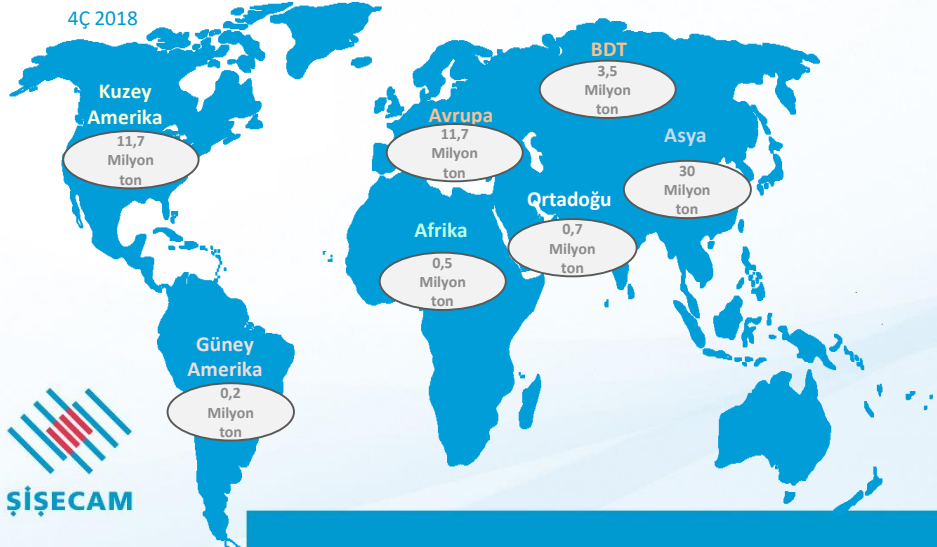 4Ç 2018
BDT
3,5
Milyon
ton
Kuzey
Amerika
11,7
Milyon
ton
Avrupa
11,7
Milyon
ton
Asya
30
Milyon
ton
Ortadoğu
0,7
Milyon
ton
Afrika
0,5
Milyon
ton
Güney
Amerika
0,2
Milyon
ton
ŞİŞECAM